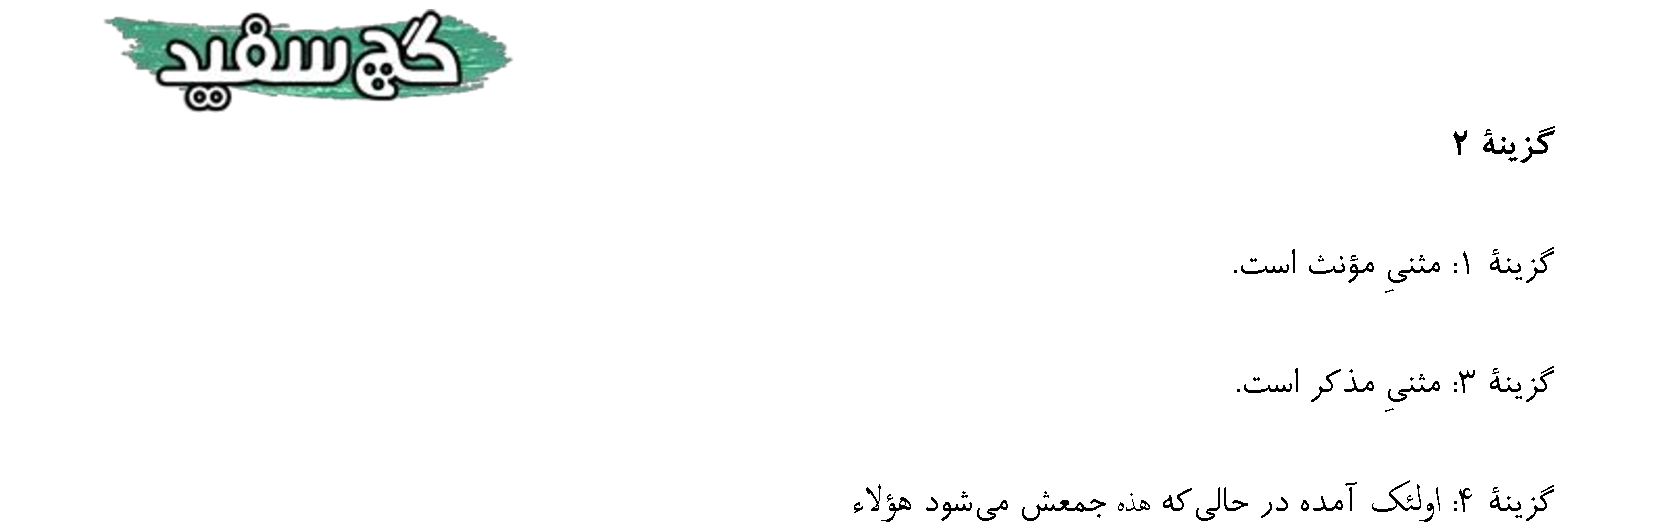 گچ سفید
گزینهٔ ۲
گزینهٔ ۱: مثنیِ مؤنث است.
گزینهٔ ۳: مثنیِ مذکر است.
گزینهٔ ۴: اولئک آمده در حالی‌که هذه جمعش می‌شود هؤلاء